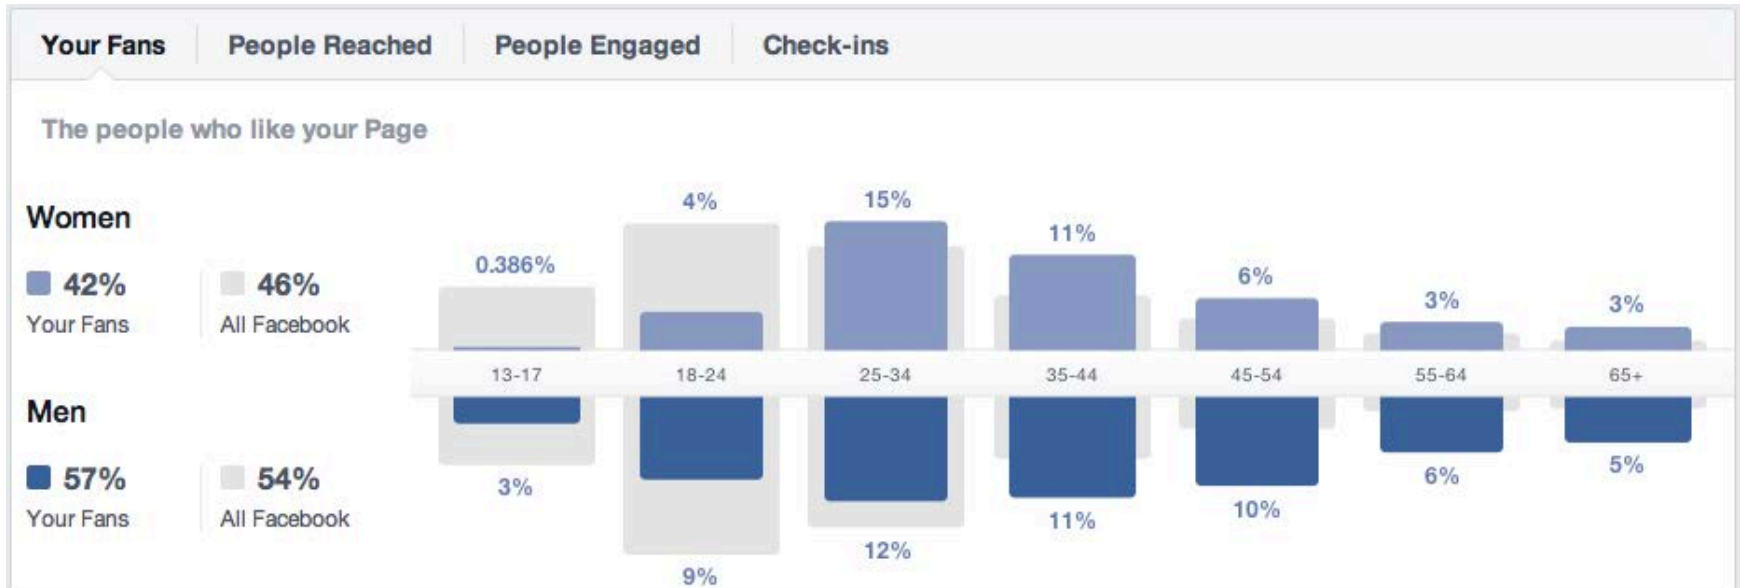 Your Fans People Reached People Engaged Check-ins
The people who like your Page
Women
42% 46%
Your Fans All Facebook
0.386% 4% 15% 11% 6% 3% 3%
13-17 18-24 25-34 35-44 45-54 55-64 65+
Men
57% 54%
Your Fans All Facebook
3% 9% 12% 11% 10% 6% 5%